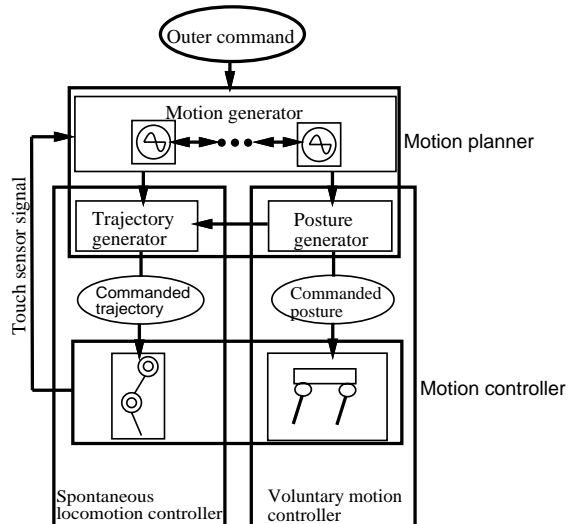 Outer command
Motion generator
Motion planner
Touch sensor signal
Trajectory
generator
Posture
generator
Commanded
trajectory
Commanded
posture
Motion controller
Spontaneous
locomotion controller
Voluntary motion
controller